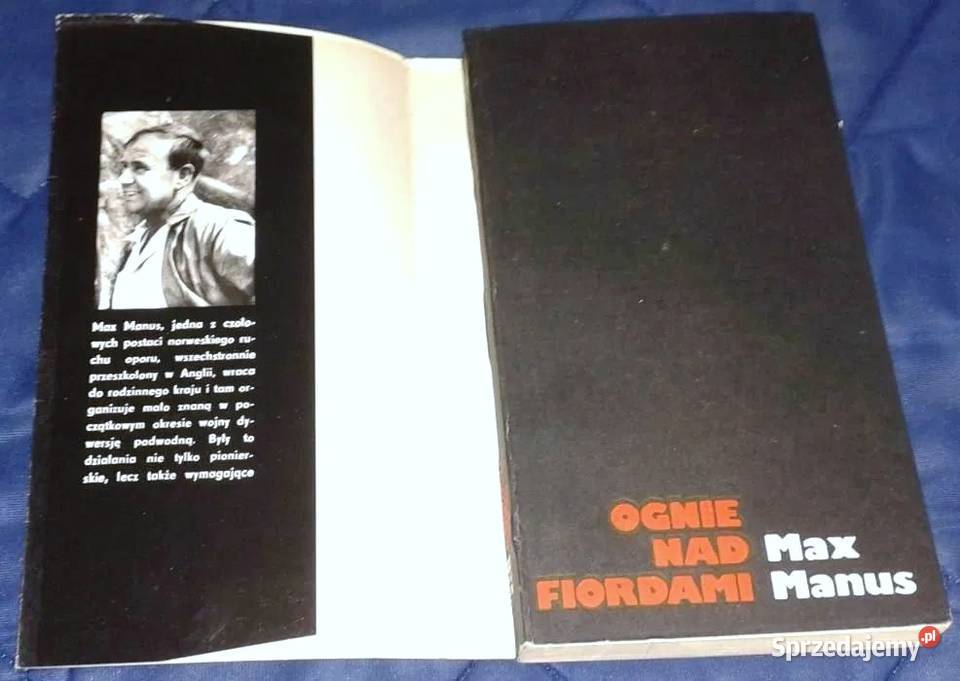 Max Manus, jedna z czoło-
wych postaci norweskiego ru-
chu oporu, wszechstronnie
przeszkolony w Anglii, wraca
do rodzinnego kraju i tam or-
ganizuje mało znaną w po-
czątkowym okresie wojny dy-
wersję podwodną. Były to
działania nie tylko pionier-
skie, lecz także wymagające
OGNIE
NAD
FIORDAMI
Max
Manus
Sprzedajemy.pl